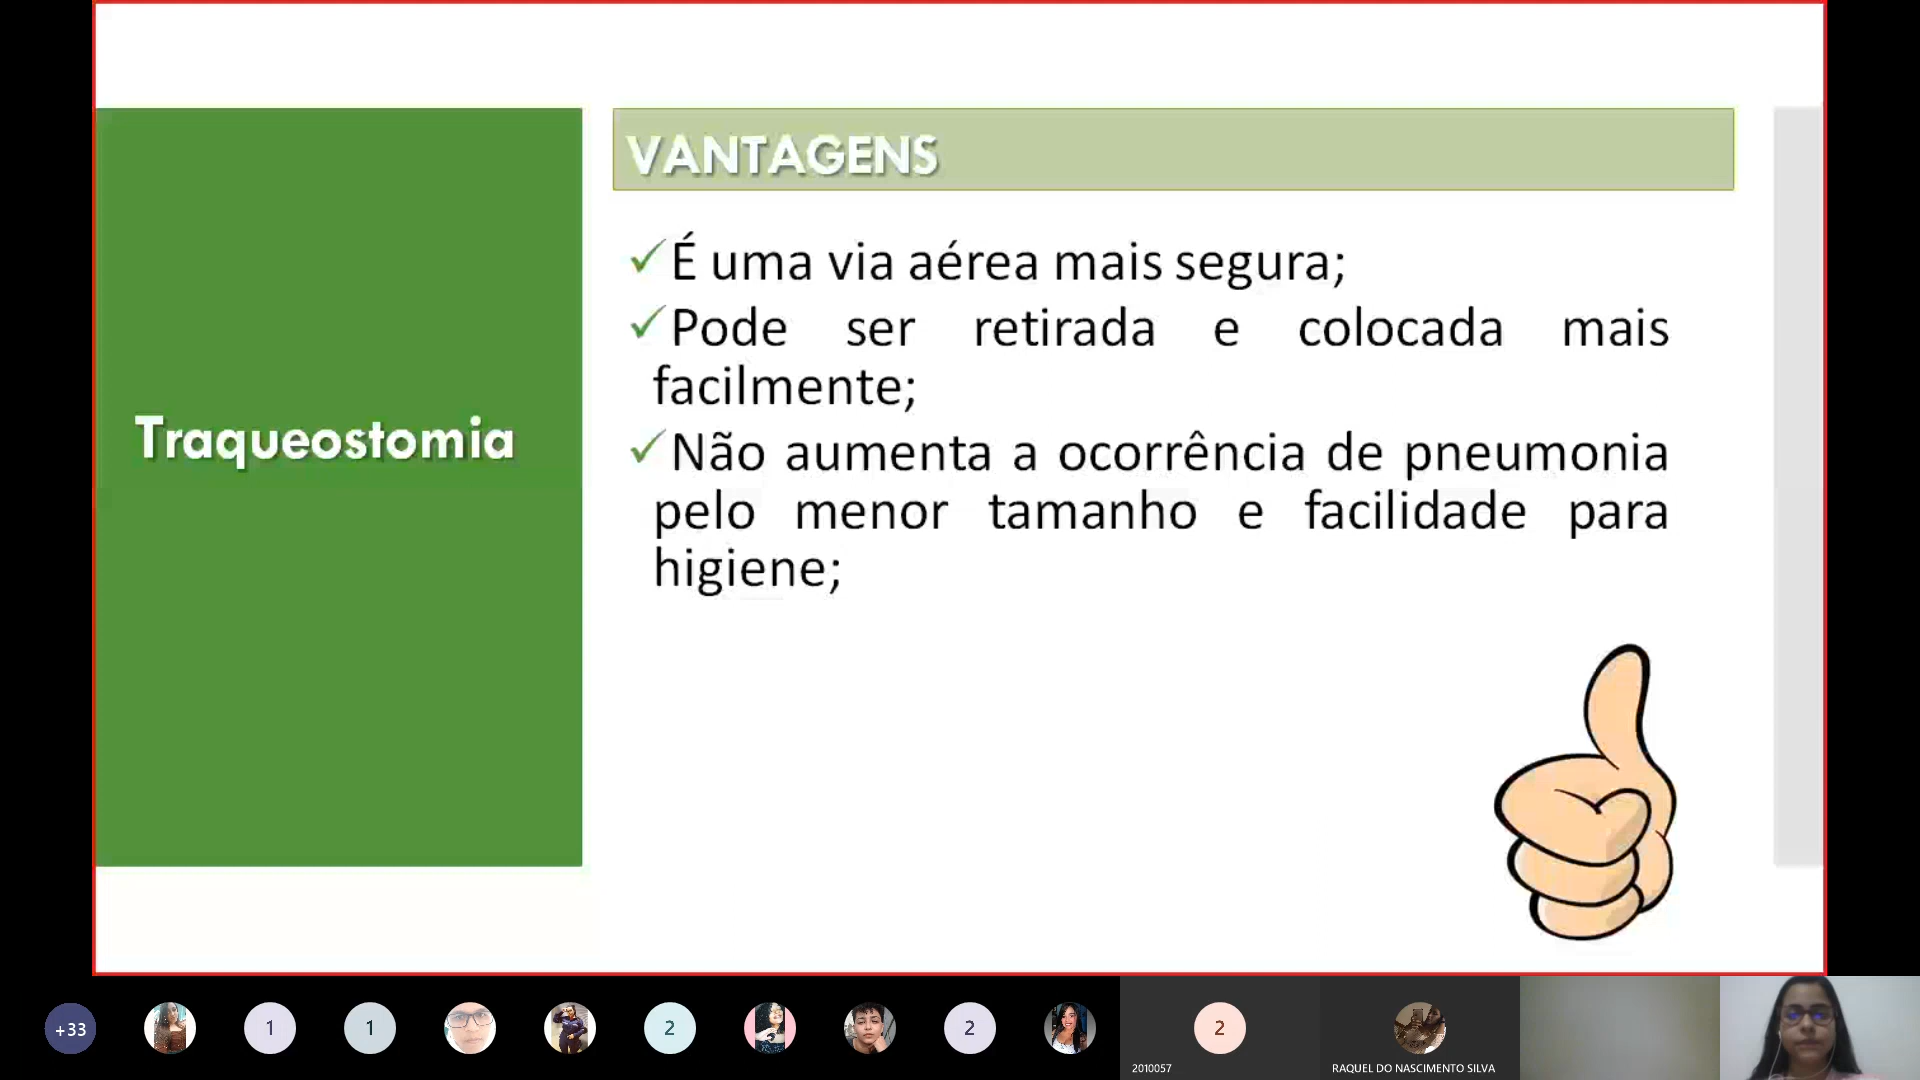 VANTAGENS
Traqueostomia
✓É uma via aérea mais segura;
✓Pode ser retirada e colocada mais
facilmente;
✓Não aumenta a ocorrência de pneumonia
pelo menor tamanho e facilidade para
higiene;
+33
1
1
2
2
2
2010057
RAQUEL DO NASCIMENTO SILVA